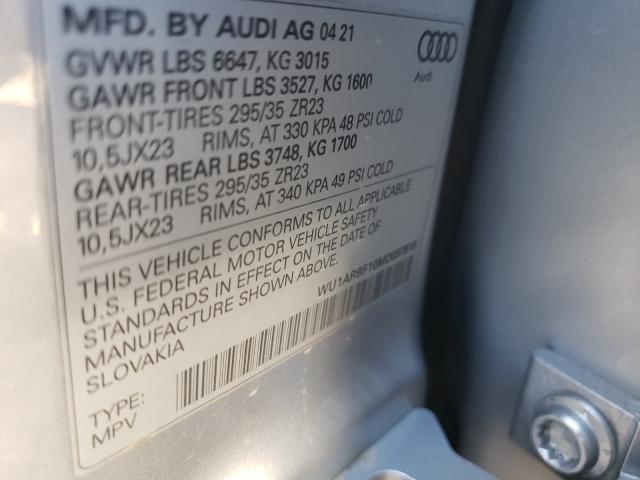 MFD. BY AUDI AG 04 21
Audi
GVWR LBS 6647, KG 3015
GAWR FRONT LBS 3527, KG 1600
FRONT-TIRES 295/35 ZR23
10,5JX23 RIMS, AT 330 KPA 48 PSI COLD
GAWR REAR LBS 3748, KG 1700
REAR-TIRES 295/35 ZR23
10,5JX23 RIMS, AT 340 KPA 49 PSI COLD
THIS VEHICLE CONFORMS TO ALL APPLICABLE
U.S. FEDERAL MOTOR VEHICLE SAFETY
STANDARDS IN EFFECT ON THE DATE OF
MANUFACTURE SHOWN ABOVE.
SLOVAKIA
TYPE:
MPV